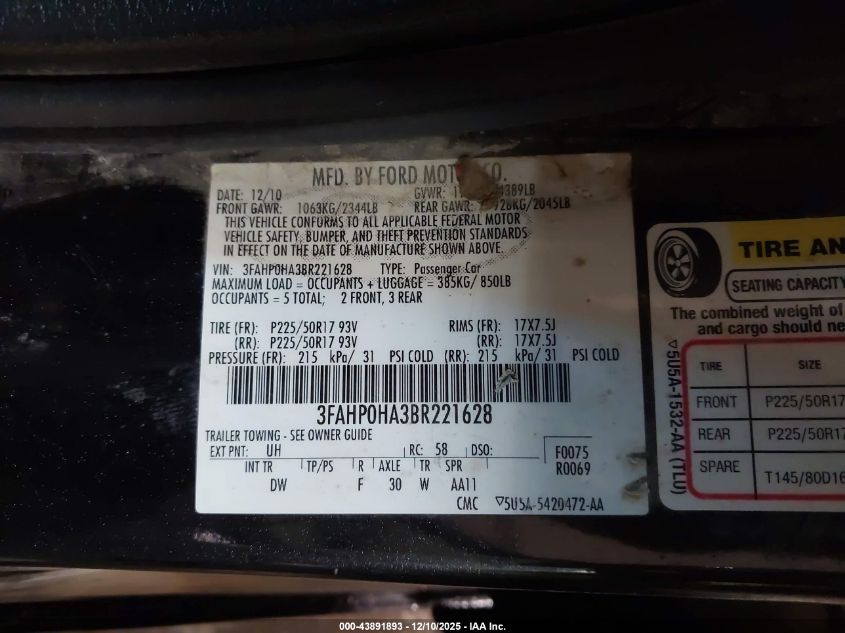 MFD. BY FORD MOT CO.
DATE: 12/10 GVWR: 389LB
FRONT GAWR: 1063KG/2344LB REAR GAWR: 28KG/2045LB
THIS VEHICLE CONFORMS TO ALL APPLICABLE FEDERAL MOTOR
VEHICLE SAFETY, BUMPER, AND THEFT PREVENTION STANDARDS
IN EFFECT ON THE DATE OF MANUFACTURE SHOWN ABOVE.
VIN: 3FAHP0HA3BR221628 TYPE: Passenger Car
MAXIMUM LOAD = OCCUPANTS + LUGGAGE = 385KG/ 850LB
OCCUPANTS = 5 TOTAL; 2 FRONT, 3 REAR
TIRE (FR): P225/50R17 93V RIMS (FR): 17X7.5J
(RR): P225/50R17 93V (RR): 17X7.5J
PRESSURE (FR): 215 kPa/ 31 PSI COLD (RR): 215 kPa/ 31 PSI COLD
3FAHP0HA3BR221628
TRAILER TOWING - SEE OWNER GUIDE
EXT PNT: UH RC: 58 DSO: F0075
R0069
INT TR TP/PS R AXLE TR SPR
DW F 30 W AA11
CMC ▽5U5A-5420472-AA
TIRE AN
SEATING CAPACITY
The combined weight of
and cargo should ne
TIRE SIZE
FRONT P225/50R17
REAR P225/50R17
SPARE T145/80D16
▽5U5A-1532-AA (TLU)
000-43891893 - 12/10/2025 - IAA Inc.